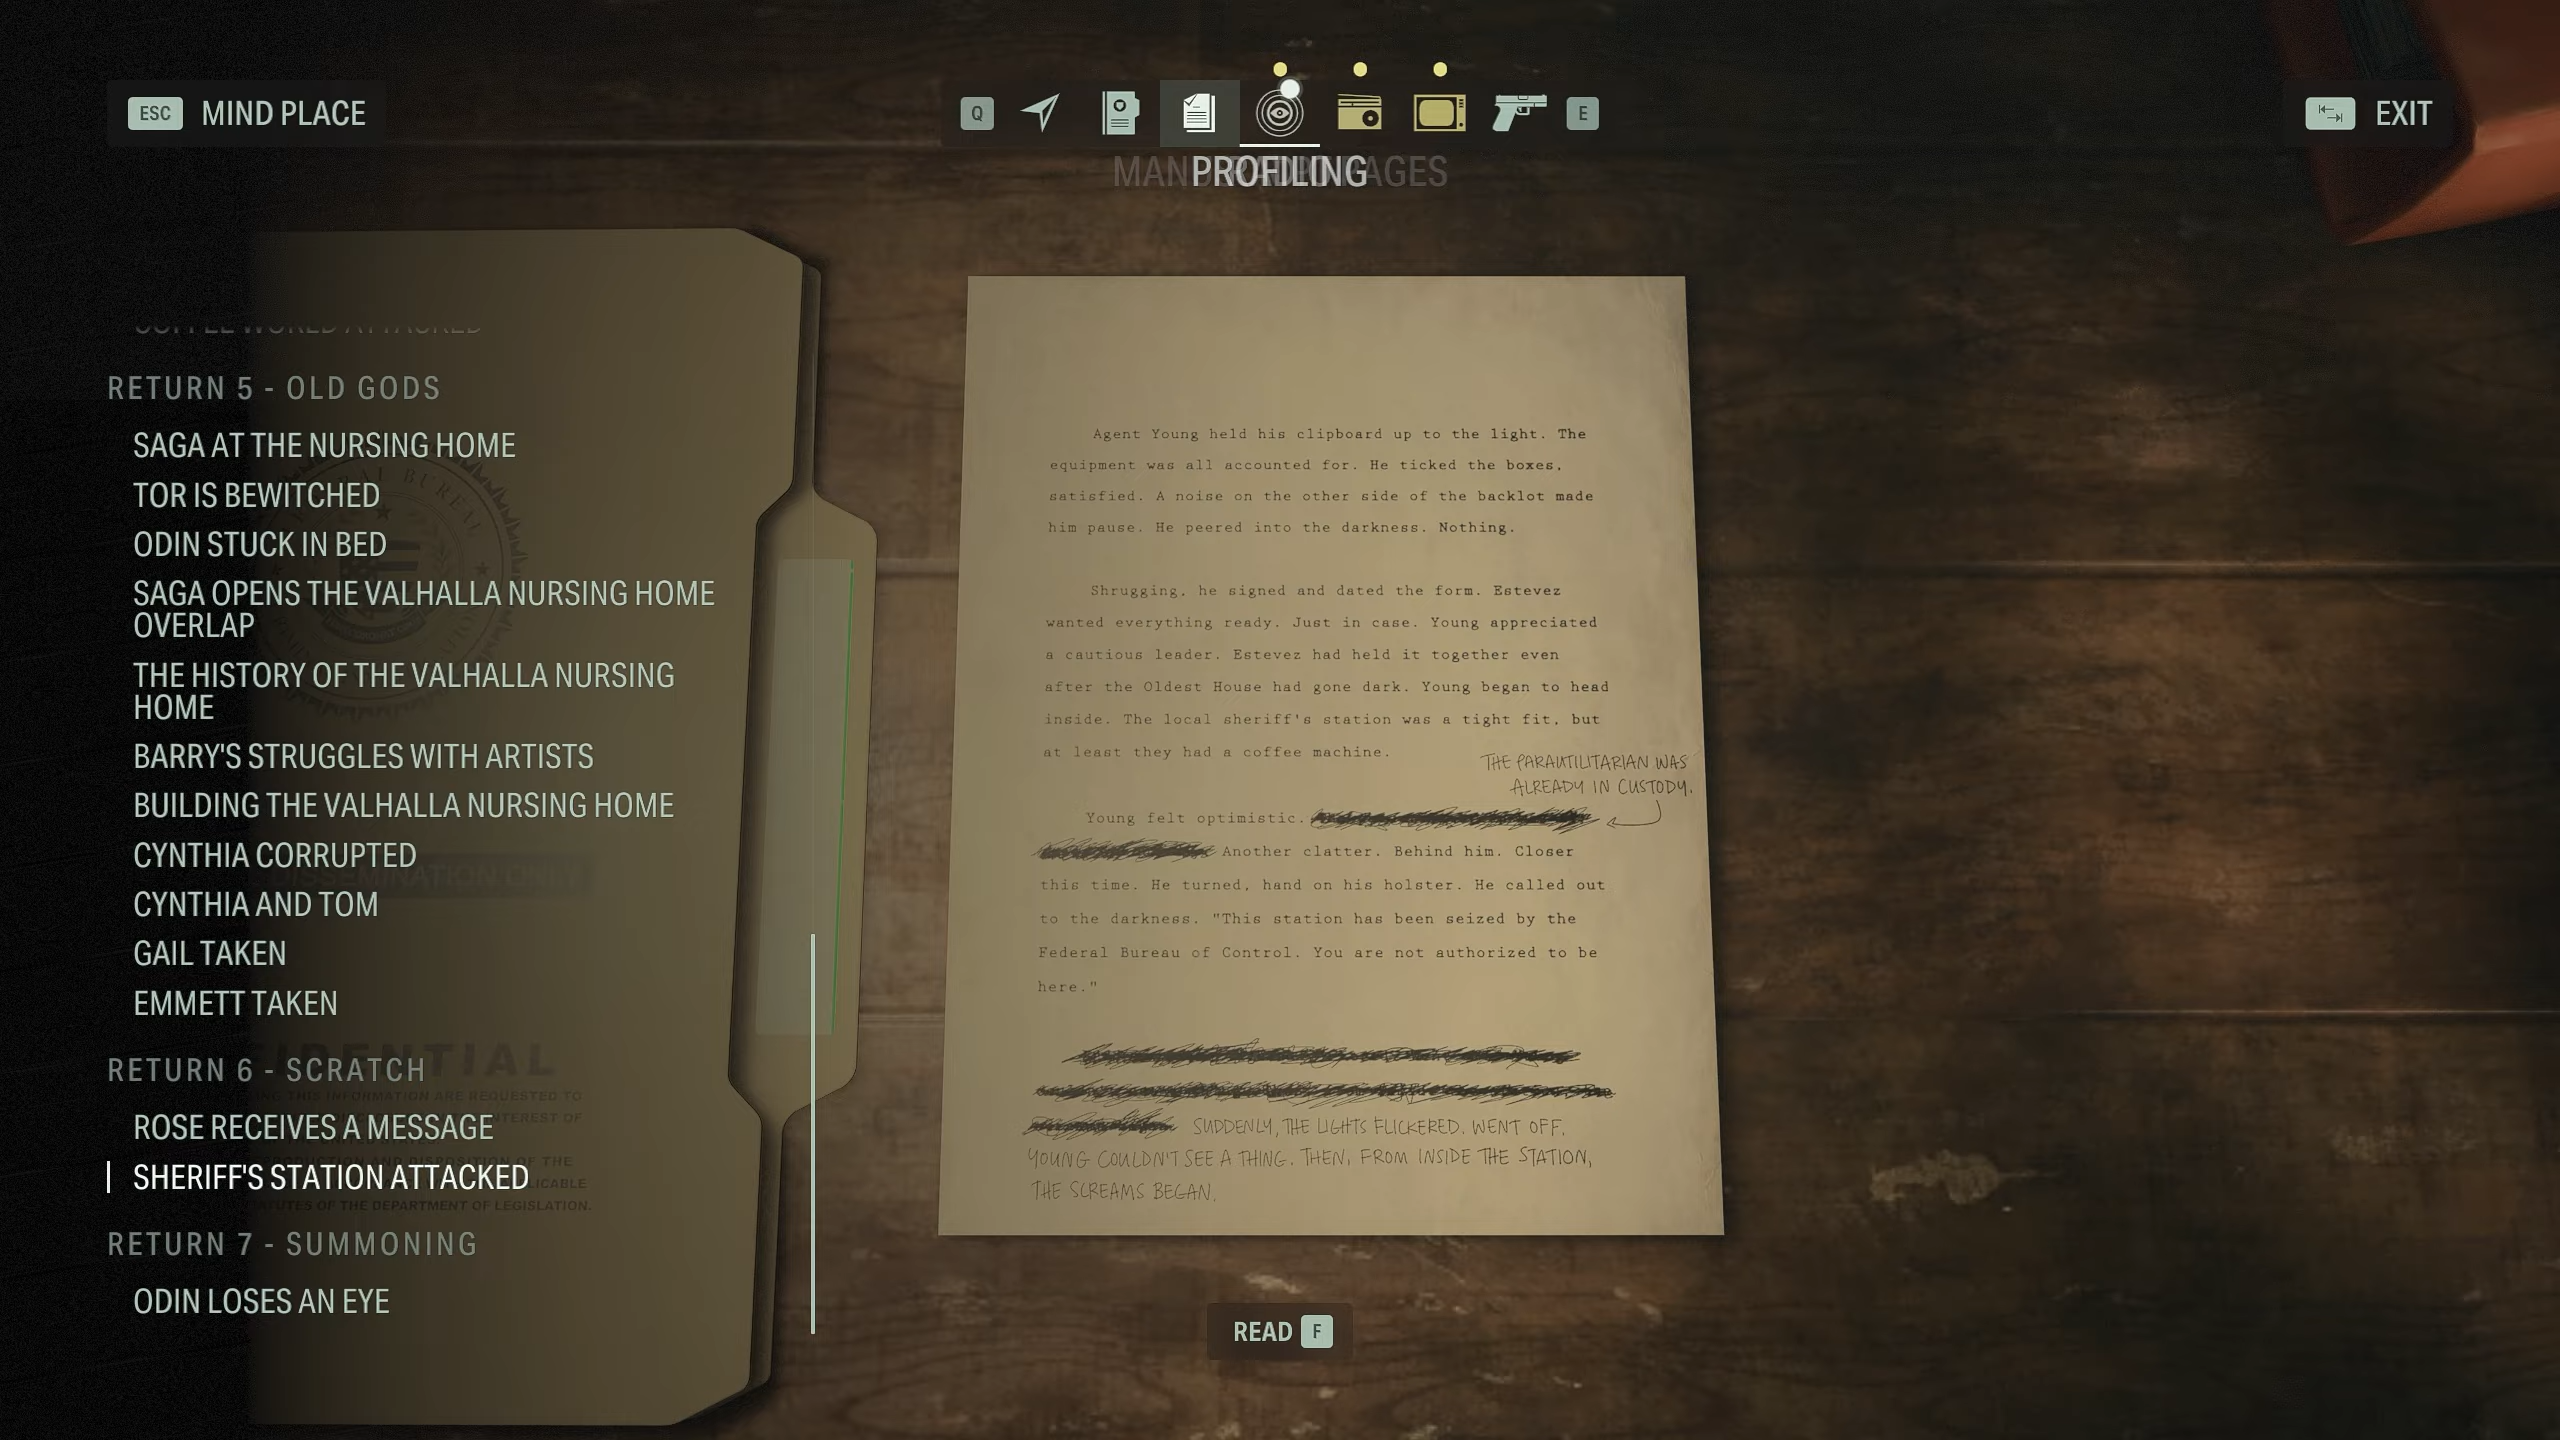 ESC MIND PLACE
Q
E
EXIT
PROFILING
COFFEE WORLD ATTACKED
RETURN 5 - OLD GODS
SAGA AT THE NURSING HOME
TOR IS BEWITCHED
ODIN STUCK IN BED
SAGA OPENS THE VALHALLA NURSING HOME
OVERLAP
THE HISTORY OF THE VALHALLA NURSING
HOME
BARRY'S STRUGGLES WITH ARTISTS
BUILDING THE VALHALLA NURSING HOME
CYNTHIA CORRUPTED
CYNTHIA AND TOM
GAIL TAKEN
EMMETT TAKEN
RETURN 6 - SCRATCH
ROSE RECEIVES A MESSAGE
SHERIFF'S STATION ATTACKED
RETURN 7 - SUMMONING
ODIN LOSES AN EYE
Agent Young held his clipboard up to the light. The
equipment was all accounted for. He ticked the boxes,
satisfied. A noise on the other side of the backlot made
him pause. He peered into the darkness. Nothing.
Shrugging, he signed and dated the form. Estevez
wanted everything ready. Just in case. Young appreciated
a cautious leader. Estevez had held it together even
after the Oldest House had gone dark. Young began to head
inside. The local sheriff's station was a tight fit, but
at least they had a coffee machine.
THE PARAUTILITARIAN WAS
ALREADY IN CUSTODY.
Young felt optimistic.
Another clatter. Behind him. Closer
this time. He turned, hand on his holster. He called out
to the darkness. "This station has been seized by the
Federal Bureau of Control. You are not authorized to be
here."
SUDDENLY, THE LIGHTS FLICKERED. WENT OFF.
YOUNG COULDN'T SEE A THING. THEN, FROM INSIDE THE STATION,
THE SCREAMS BEGAN.
READ F